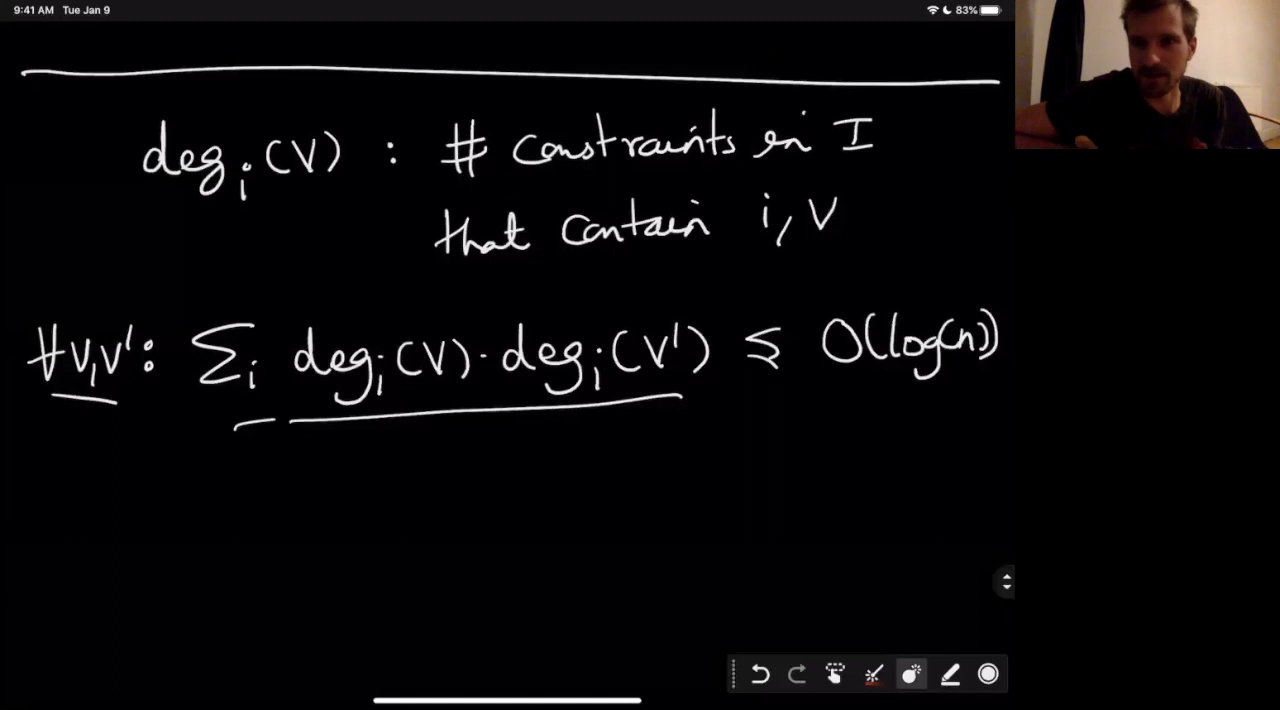 9:41 AM Tue Jan 9
83%
deg_i(V) : # constraints in I
that contain i, V
∀V,V': Σ_i deg_i(V) · deg_i(V') ≤ O(log(n))